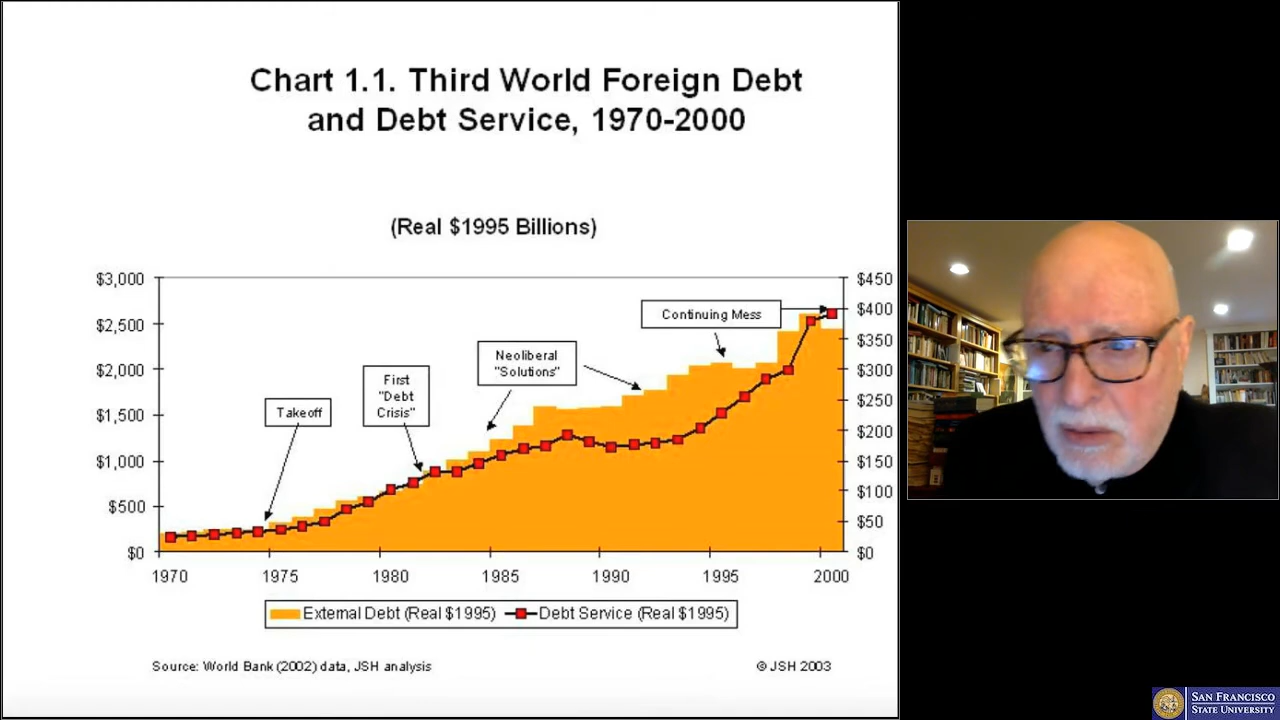 Chart 1.1. Third World Foreign Debt
and Debt Service, 1970-2000
(Real $1995 Billions)
$3,000
$2,500
$2,000
$1,500
$1,000
$500
$0
$450
$400
$350
$300
$250
$200
$150
$100
$50
$0
Takeoff
First
"Debt
Crisis"
Neoliberal
"Solutions"
Continuing Mess
1970
1975
1980
1985
1990
1995
2000
External Debt (Real $1995)
Debt Service (Real $1995)
Source: World Bank (2002) data, JSH analysis
© JSH 2003
SAN FRANCISCO
STATE UNIVERSITY